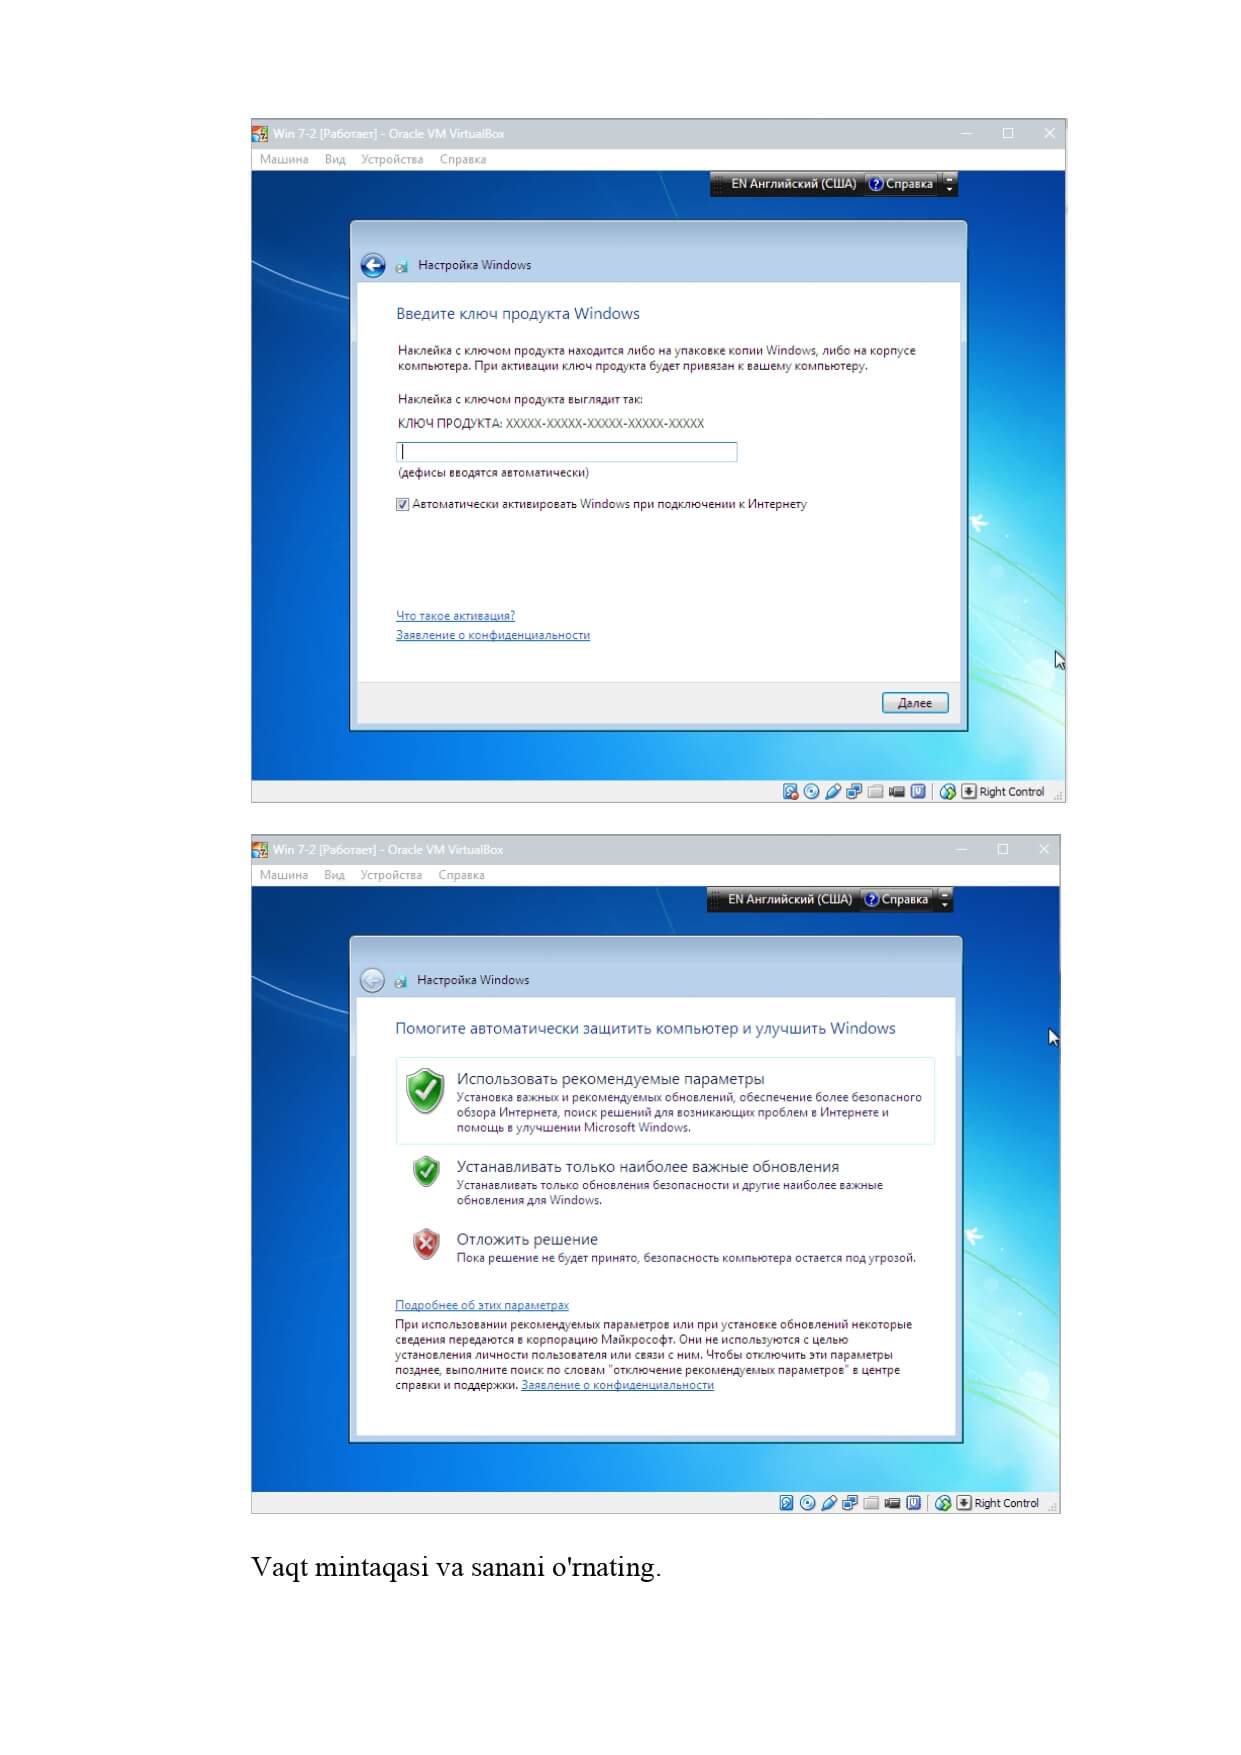 Win 7-2 [Работает] - Oracle VM VirtualBox
Машина Вид Устройства Справка
EN Английский (США) Справка
Настройка Windows
Введите ключ продукта Windows
Наклейка с ключом продукта находится либо на упаковке копии Windows, либо на корпусе
компьютера. При активации ключ продукта будет привязан к вашему компьютеру.
Наклейка с ключом продукта выглядит так:
КЛЮЧ ПРОДУКТА: XXXXX-XXXXX-XXXXX-XXXXX-XXXXX
(дефисы вводятся автоматически)
Автоматически активировать Windows при подключении к Интернету
Что такое активация?
Заявление о конфиденциальности
Далее
Right Control
Win 7-2 [Работает] - Oracle VM VirtualBox
Машина Вид Устройства Справка
EN Английский (США) Справка
Настройка Windows
Помогите автоматически защитить компьютер и улучшить Windows
Использовать рекомендуемые параметры
Установка важных и рекомендуемых обновлений, обеспечение более безопасного
обзора Интернета, поиск решений для возникающих проблем в Интернете и
помощь в улучшении Microsoft Windows.
Устанавливать только наиболее важные обновления
Устанавливать только обновления безопасности и другие наиболее важные
обновления для Windows.
Отложить решение
Пока решение не будет принято, безопасность компьютера остается под угрозой.
Подробнее об этих параметрах
При использовании рекомендуемых параметров или при установке обновлений некоторые
сведения передаются в корпорацию Майкрософт. Они не используются с целью
установления личности пользователя или связи с ним. Чтобы отключить эти параметры
позднее, выполните поиск по словам "отключение рекомендуемых параметров" в центре
справки и поддержки. Заявление о конфиденциальности
Right Control
Vaqt mintaqasi va sanani o'rnating.